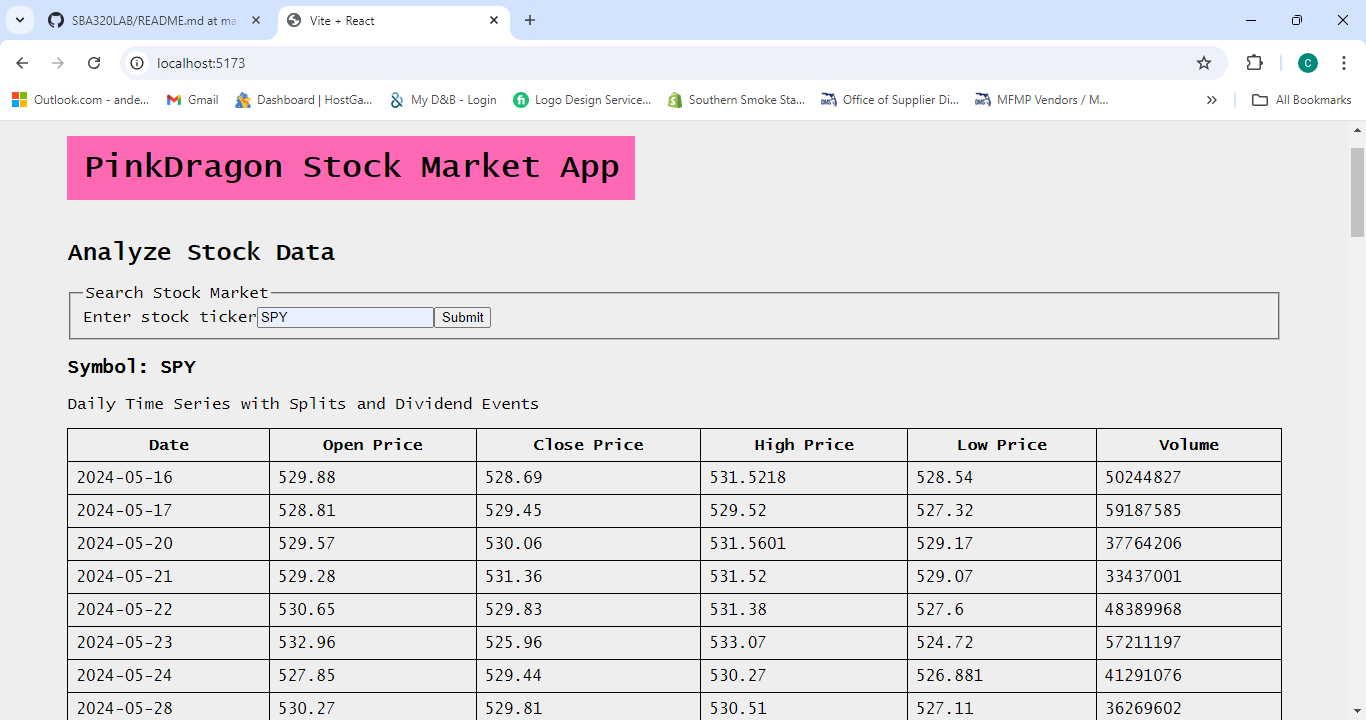 SBA320LAB/README.md at ma
Vite + React
localhost:5173
C
Outlook.com - ande... Gmail Dashboard | HostGa... My D&B - Login Logo Design Service... Southern Smoke Sta... Office of Supplier Di... MFMP Vendors / M... All Bookmarks
PinkDragon Stock Market App
Analyze Stock Data
Search Stock Market
Enter stock ticker SPY Submit
Symbol: SPY
Daily Time Series with Splits and Dividend Events
Date Open Price Close Price High Price Low Price Volume
2024-05-16 529.88 528.69 531.5218 528.54 50244827
2024-05-17 528.81 529.45 529.52 527.32 59187585
2024-05-20 529.57 530.06 531.5601 529.17 37764206
2024-05-21 529.28 531.36 531.52 529.07 33437001
2024-05-22 530.65 529.83 531.38 527.6 48389968
2024-05-23 532.96 525.96 533.07 524.72 57211197
2024-05-24 527.85 529.44 530.27 526.881 41291076
2024-05-28 530.27 529.81 530.51 527.11 36269602